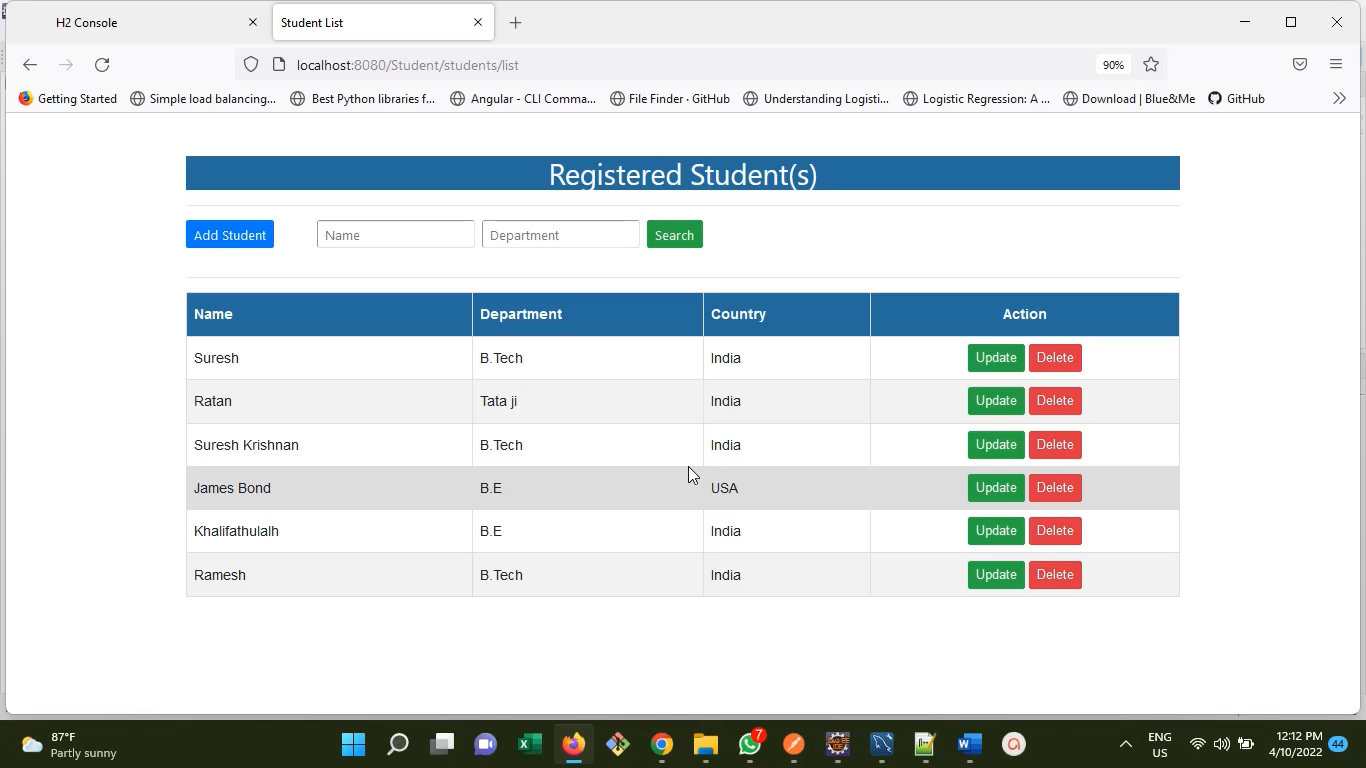 H2 Console
Student List
localhost:8080/Student/students/list
90%
Getting Started
Simple load balancing...
Best Python libraries f...
Angular - CLI Comma...
File Finder · GitHub
Understanding Logisti...
Logistic Regression: A ...
Download | Blue&Me
GitHub
Registered Student(s)
Add Student
Name
Department
Search
Name Department Country Action
Suresh B.Tech India Update Delete
Ratan Tata ji India Update Delete
Suresh Krishnan B.Tech India Update Delete
James Bond B.E USA Update Delete
Khalifathulalh B.E India Update Delete
Ramesh B.Tech India Update Delete
87°F
Partly sunny
7
ENG
US
12:12 PM
4/10/2022
44